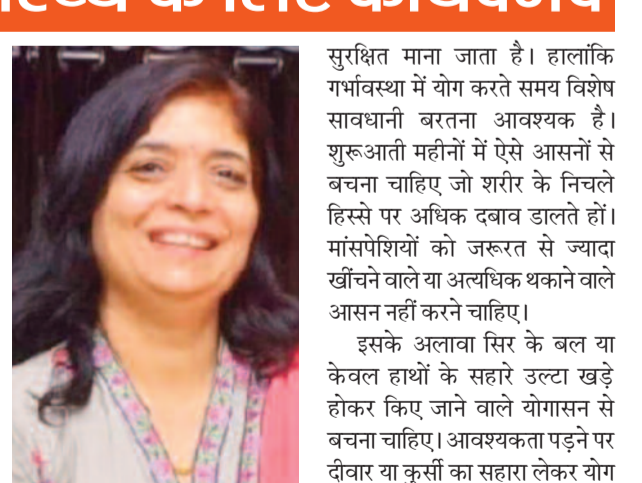 के लिए
सुरक्षित माना जाता है। हालांकि
गर्भावस्था में योग करते समय विशेष
सावधानी बरतना आवश्यक है।
शुरूआती महीनों में ऐसे आसनों से
बचना चाहिए जो शरीर के निचले
हिस्से पर अधिक दबाव डालते हों।
मांसपेशियों को जरूरत से ज्यादा
खींचने वाले या अत्यधिक थकाने वाले
आसन नहीं करने चाहिए।
इसके अलावा सिर के बल या
केवल हाथों के सहारे उल्टा खड़े
होकर किए जाने वाले योगासन से
बचना चाहिए। आवश्यकता पड़ने पर
दीवार या कुर्सी का सहारा लेकर योग